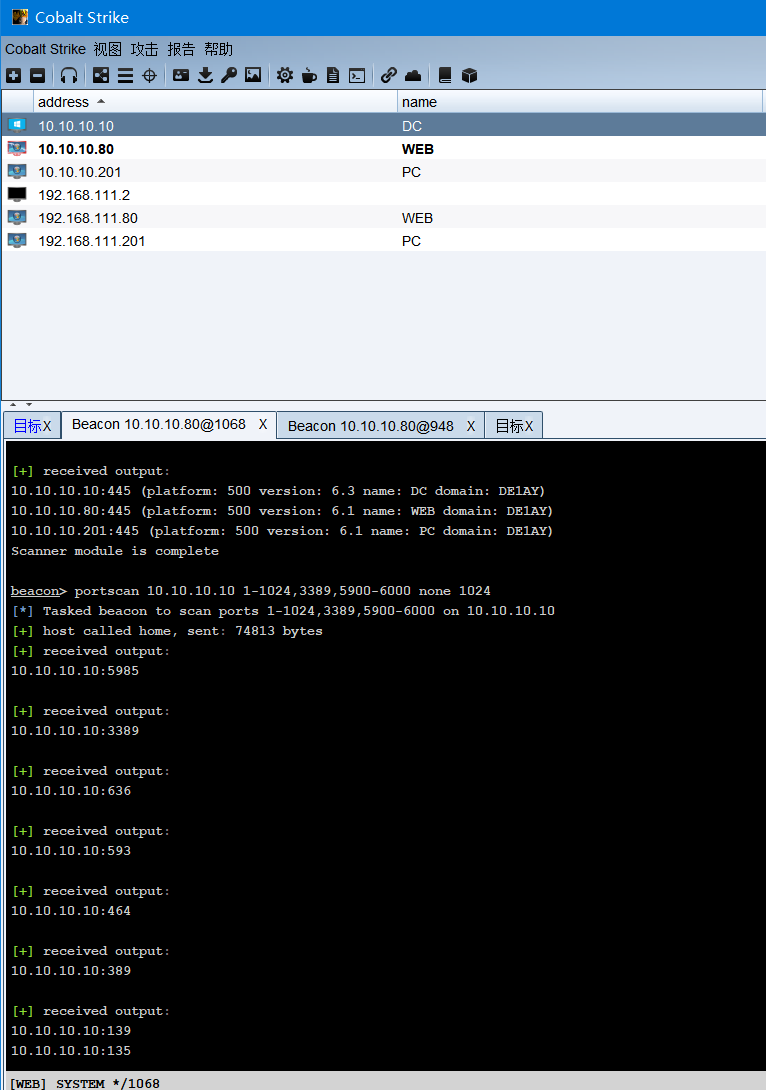 Cobalt Strike
Cobalt Strike 视图 攻击 报告 帮助
address name
10.10.10.10 DC
10.10.10.80 WEB
10.10.10.201 PC
192.168.111.2
192.168.111.80 WEB
192.168.111.201 PC
目标X Beacon 10.10.10.80@1068 X Beacon 10.10.10.80@948 X 目标X
[+] received output:
10.10.10.10:445 (platform: 500 version: 6.3 name: DC domain: DE1AY)
10.10.10.80:445 (platform: 500 version: 6.1 name: WEB domain: DE1AY)
10.10.10.201:445 (platform: 500 version: 6.1 name: PC domain: DE1AY)
Scanner module is complete
beacon> portscan 10.10.10.10 1-1024,3389,5900-6000 none 1024
[*] Tasked beacon to scan ports 1-1024,3389,5900-6000 on 10.10.10.10
[+] host called home, sent: 74813 bytes
[+] received output:
10.10.10.10:5985
[+] received output:
10.10.10.10:3389
[+] received output:
10.10.10.10:636
[+] received output:
10.10.10.10:593
[+] received output:
10.10.10.10:464
[+] received output:
10.10.10.10:389
[+] received output:
10.10.10.10:139
10.10.10.10:135
[WEB] SYSTEM */1068